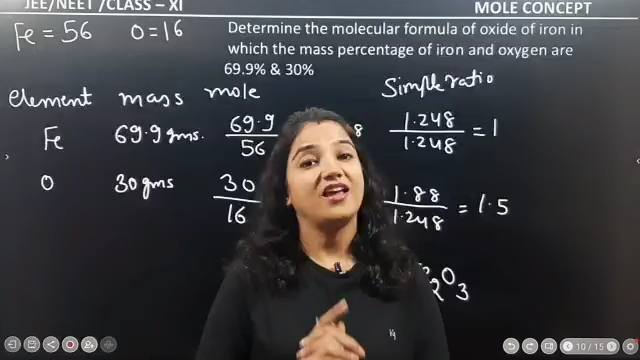 JEE/NEET /CLASS – XI
MOLE CONCEPT
Fe = 56 O = 16
Determine the molecular formula of oxide of iron in
which the mass percentage of iron and oxygen are
69.9% & 30%
element mass mole Simple ratio
Fe 69.9 gms. 69.9/56 8 1.248/1.248 = 1
O 30 gms 30/16 1.88/1.248 = 1.5
2O3
10 / 15